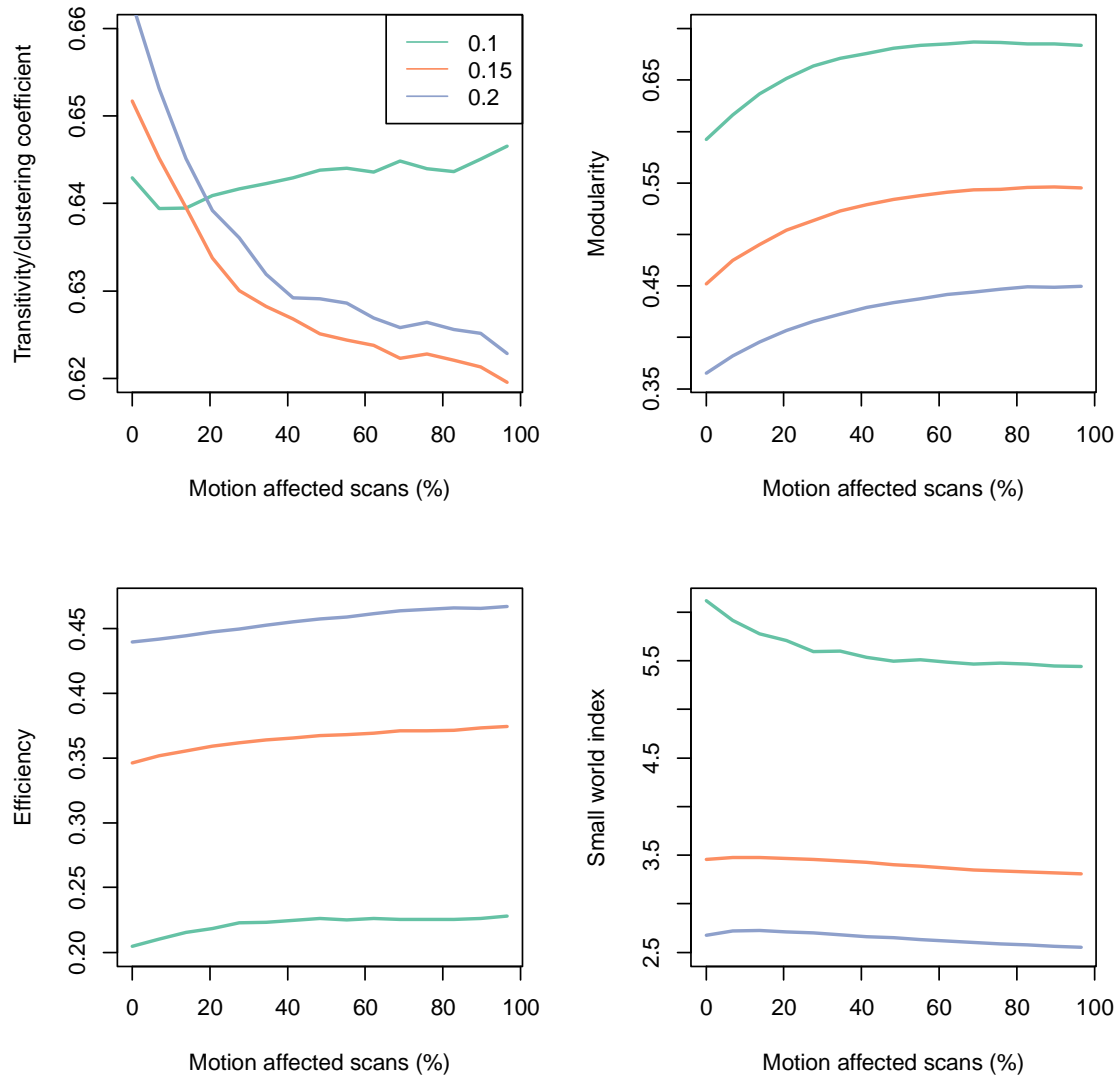 Transitivity/clustering coefficient
0.66
0.65
0.64
0.63
0.62
0.1
0.15
0.2
0 20 40 60 80 100
Motion affected scans (%)
Modularity
0.65
0.55
0.45
0.35
0 20 40 60 80 100
Motion affected scans (%)
Efficiency
0.45
0.40
0.35
0.30
0.25
0.20
0 20 40 60 80 100
Motion affected scans (%)
Small world index
5.5
4.5
3.5
2.5
0 20 40 60 80 100
Motion affected scans (%)